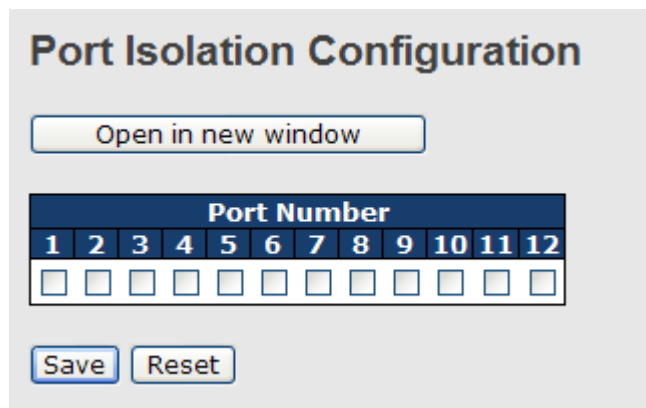 Port Isolation Configuration
Open in new window
Port Number
1 2 3 4 5 6 7 8 9 10 11 12
Save Reset